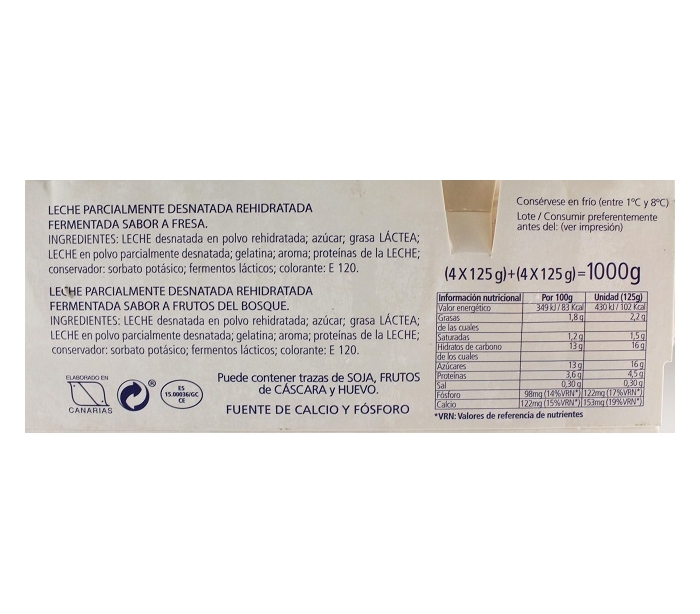 LECHE PARCIALMENTE DESNATADA REHIDRATADA
FERMENTADA SABOR A FRESA.
INGREDIENTES: LECHE desnatada en polvo rehidratada; azúcar; grasa LÁCTEA;
LECHE en polvo parcialmente desnatada; gelatina; aroma; proteínas de la LECHE;
conservador: sorbato potásico; fermentos lácticos; colorante: E 120.
LECHE PARCIALMENTE DESNATADA REHIDRATADA
FERMENTADA SABOR A FRUTOS DEL BOSQUE.
INGREDIENTES: LECHE desnatada en polvo rehidratada; azúcar; grasa LÁCTEA;
LECHE en polvo parcialmente desnatada; gelatina; aroma; proteínas de la LECHE;
conservador: sorbato potásico; fermentos lácticos; colorante: E 120.
ELABORADO EN
CANARIAS
®
ES
15.00036/GC
CE
Puede contener trazas de SOJA, FRUTOS
de CÁSCARA y HUEVO.
FUENTE DE CALCIO Y FÓSFORO
Consérvese en frío (entre 1ºC y 8ºC)
Lote / Consumir preferentemente
antes del: (ver impresión)
(4 X 125 g)+(4 X 125 g)=1000g
Información nutricional Por 100g Unidad (125g)
Valor energético 349 kJ / 83 Kcal 430 kJ / 102 Kcal
Grasas 1,8 g 2,2 g
de las cuales
Saturadas 1,2 g 1,5 g
Hidratos de carbono 13 g 16 g
de los cuales
Azúcares 13 g 16 g
Proteínas 3,6 g 4,5 g
Sal 0,30 g 0,30 g
Fósforo 98mg (14%VRN*) 122mg (17%VRN*)
Calcio 122mg (15%VRN*) 153mg (19%VRN*)
*VRN: Valores de referencia de nutrientes